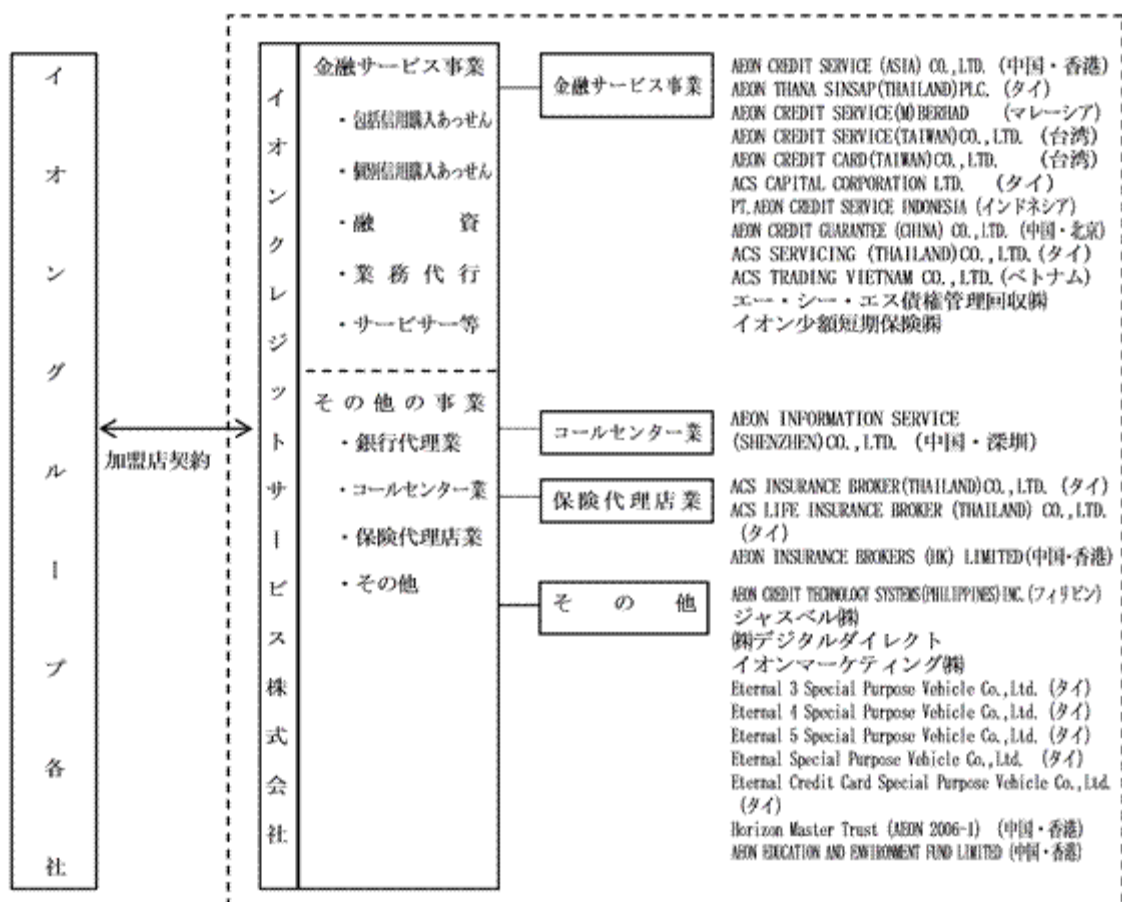 イオングループ各社
加盟店契約
イオンクレジットサービス株式会社
金融サービス事業
・包括信用購入あっせん
・個別信用購入あっせん
・融資
・業務代行
・サービサー等
その他の事業
・銀行代理業
・コールセンター業
・保険代理店業
・その他
金融サービス事業
AEON CREDIT SERVICE (ASIA) CO.,LTD. (中国・香港)
AEON THANA SINSAP(THAILAND)PLC. (タイ)
AEON CREDIT SERVICE(M)BERHAD (マレーシア)
AEON CREDIT SERVICE(TAIWAN)CO.,LTD. (台湾)
AEON CREDIT CARD(TAIWAN)CO.,LTD. (台湾)
ACS CAPITAL CORPORATION LTD. (タイ)
PT.AEON CREDIT SERVICE INDONESIA (インドネシア)
AEON CREDIT GUARANTEE (CHINA) CO.,LTD. (中国・北京)
ACS SERVICING (THAILAND)CO.,LTD.(タイ)
ACS TRADING VIETNAM CO.,LTD.(ベトナム)
エー・シー・エス債権管理回収㈱
イオン少額短期保険㈱
コールセンター業
AEON INFORMATION SERVICE
(SHENZHEN)CO.,LTD. (中国・深圳)
保険代理店業
ACS INSURANCE BROKER(THAILAND)CO.,LTD. (タイ)
ACS LIFE INSURANCE BROKER (THAILAND) CO.,LTD.
(タイ)
AEON INSURANCE BROKERS (HK) LIMITED(中国・香港)
その他
AEON CREDIT TECHNOLOGY SYSTEMS(PHILIPPINES)INC.(フィリピン)
ジャスベル㈱
㈱デジタルダイレクト
イオンマーケティング㈱
Eternal 3 Special Purpose Vehicle Co.,Ltd. (タイ)
Eternal 4 Special Purpose Vehicle Co.,Ltd. (タイ)
Eternal 5 Special Purpose Vehicle Co.,Ltd. (タイ)
Eternal Special Purpose Vehicle Co.,Ltd. (タイ)
Eternal Credit Card Special Purpose Vehicle Co.,Ltd.
(タイ)
Horizon Master Trust (AEON 2006-1) (中国・香港)
AEON EDUCATION AND ENVIRONMENT FUND LIMITED (中国・香港)